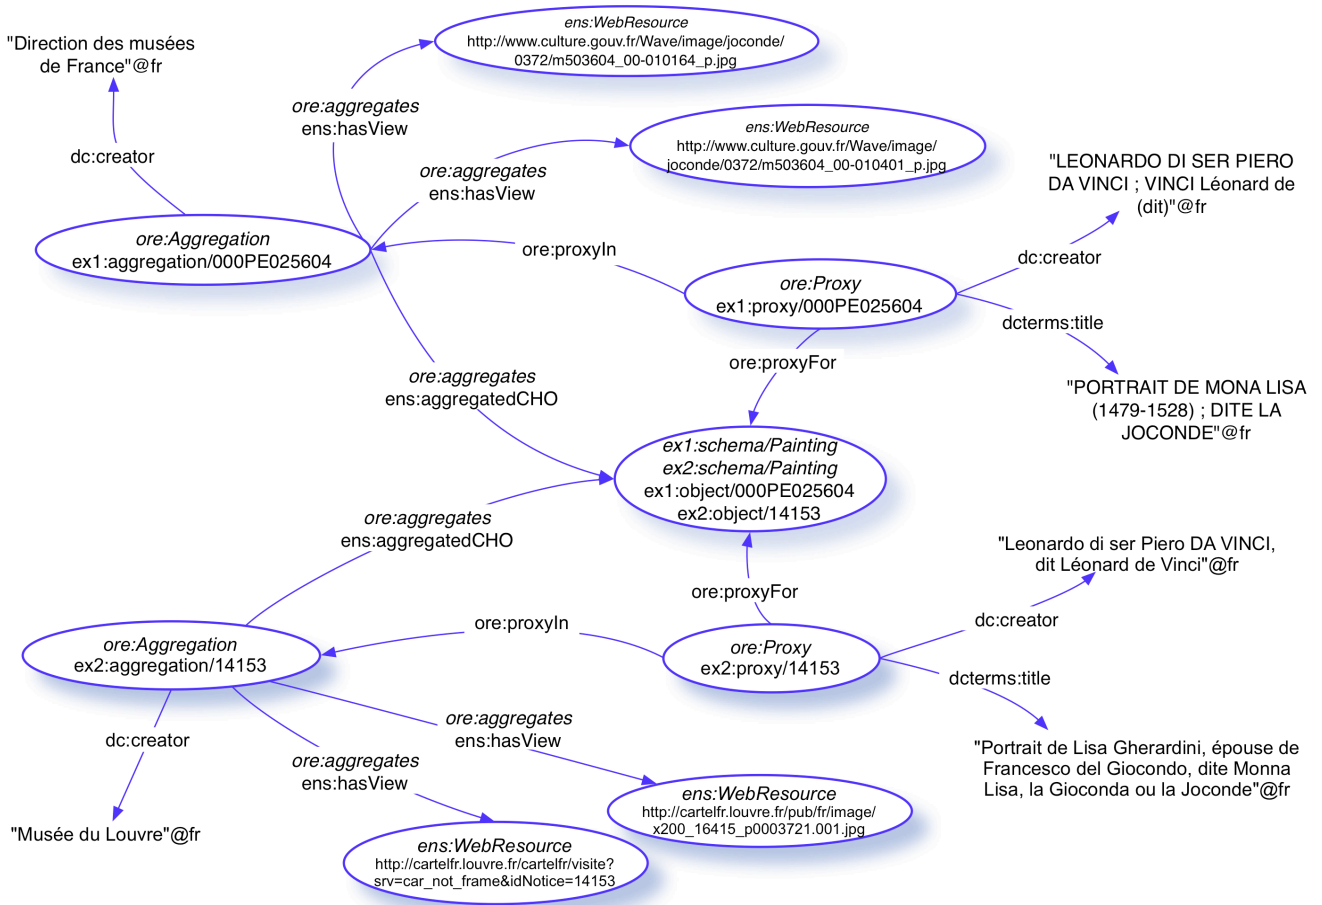 ens:WebResource
http://www.culture.gouv.fr/Wave/image/joconde/
0372/m503604_00-010164_p.jpg
"Direction des musées
de France"@fr
ore:aggregates
ens:hasView
ens:WebResource
http://www.culture.gouv.fr/Wave/image/
joconde/0372/m503604_00-010401_p.jpg
dc:creator
ore:aggregates
ens:hasView
"LEONARDO DI SER PIERO
DA VINCI ; VINCI Léonard de
(dit)"@fr
ore:Aggregation
ex1:aggregation/000PE025604
ore:proxyIn
dc:creator
ore:Proxy
ex1:proxy/000PE025604
dcterms:title
ore:proxyFor
ore:aggregates
ens:aggregatedCHO
"PORTRAIT DE MONA LISA
(1479-1528) ; DITE LA
JOCONDE"@fr
ex1:schema/Painting
ex2:schema/Painting
ex1:object/000PE025604
ex2:object/14153
ore:aggregates
ens:aggregatedCHO
"Leonardo di ser Piero DA VINCI,
dit Léonard de Vinci"@fr
ore:proxyFor
dc:creator
ore:proxyIn
ore:Aggregation
ex2:aggregation/14153
ore:Proxy
ex2:proxy/14153
dcterms:title
ore:aggregates
ens:hasView
dc:creator
ore:aggregates
ens:hasView
"Portrait de Lisa Gherardini, épouse de
Francesco del Giocondo, dite Monna
Lisa, la Gioconda ou la Joconde"@fr
ens:WebResource
http://cartelfr.louvre.fr/pub/fr/image/
x200_16415_p0003721.001.jpg
"Musée du Louvre"@fr
ens:WebResource
http://cartelfr.louvre.fr/cartelfr/visite?
srv=car_not_frame&idNotice=14153